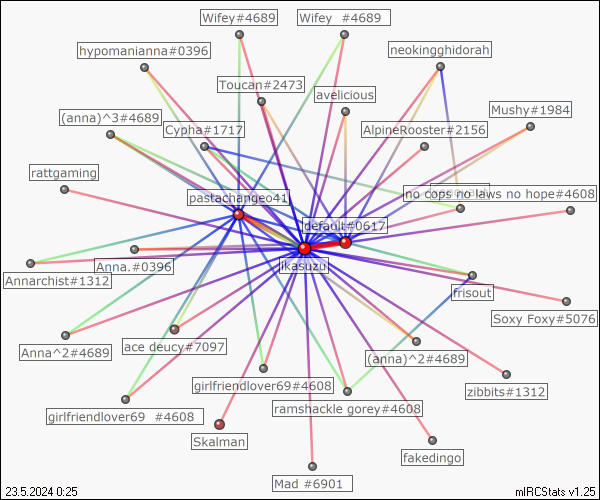 Wifey#4689
Wifey  #4689
hypomanianna#0396
neokingghidorah
Toucan#2473
avelicious
(anna)^3#4689
Mushy#1984
Cypha#1717
AlpineRooster#2156
rattgaming
pastachangeo41
no cops no laws no hope#4608
default#0617
Anna.#0396
ikasuzu
Annarchist#1312
frisout
Soxy Foxy#5076
Anna^2#4689
ace deucy#7097
(anna)^2#4689
girlfriendlover69#4608
zibbits#1312
girlfriendlover69  #4608
ramshackle gorey#4608
Skalman
fakedingo
Mad #6901
23.5.2024 0:25
mIRCStats v1.25